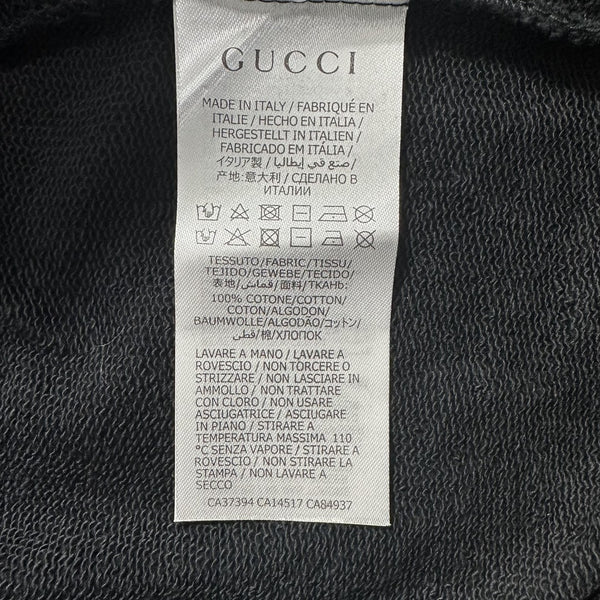 GUCCI
MADE IN ITALY / FABRIQUÉ EN
ITALIE / HECHO EN ITALIA /
HERGESTELLT IN ITALIEN /
FABRICADO EM ITÁLIA /
イタリア製 / صنع في إيطاليا /
产地:意大利 / СДЕЛАНО В
ИТАЛИИ
TESSUTO/FABRIC/TISSU/
TEJIDO/GEWEBE/TECIDO/
表地/قماش/面料/ТКАНЬ:
100% COTONE/COTTON/
COTON/ALGODON/
BAUMWOLLE/ALGODÃO/コットン/
قطن/棉/ХЛОПОК
LAVARE A MANO / LAVARE A
ROVESCIO / NON TORCERE O
STRIZZARE / NON LASCIARE IN
AMMOLLO / NON TRATTARE
CON CLORO / NON USARE
ASCIUGATRICE / ASCIUGARE
IN PIANO / STIRARE A
TEMPERATURA MASSIMA 110
°C SENZA VAPORE / STIRARE A
ROVESCIO / NON STIRARE LA
STAMPA / NON LAVARE A
SECCO
CA37394 CA14517 CA84937